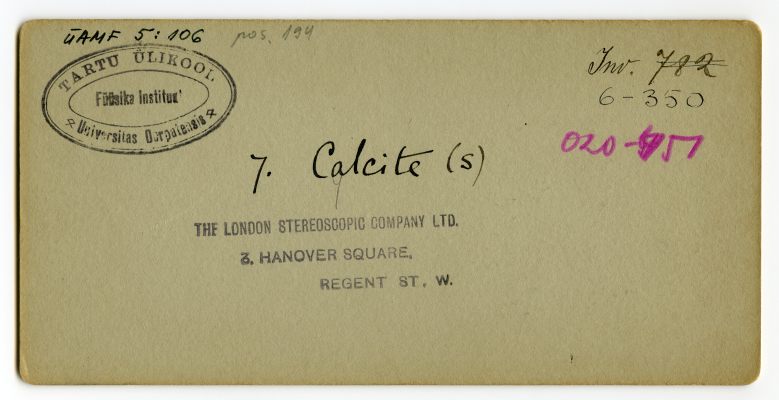 ÜAMF 5:106 pos. 194
TARTU ÜLIKOOL
Füüsika Instituut
Universitas Dorpatensis
Inv. 782
6-350
020-
7. Calcite (s)
THE LONDON STEREOSCOPIC COMPANY LTD.
3, HANOVER SQUARE,
REGENT ST. W.